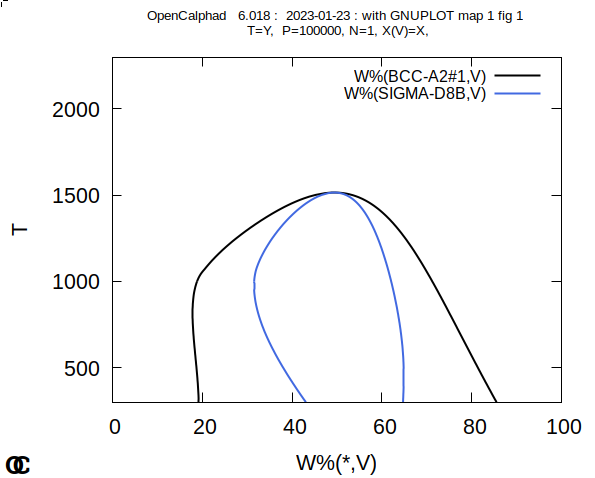 OpenCalphad 6.018 : 2023-01-23 : with GNUPLOT map 1 fig 1
T=Y, P=100000, N=1, X(V)=X,
W%(BCC-A2#1,V)
W%(SIGMA-D8B,V)
2000
1500
T
1000
500
0 20 40 60 80 100
W%(*,V)
OC